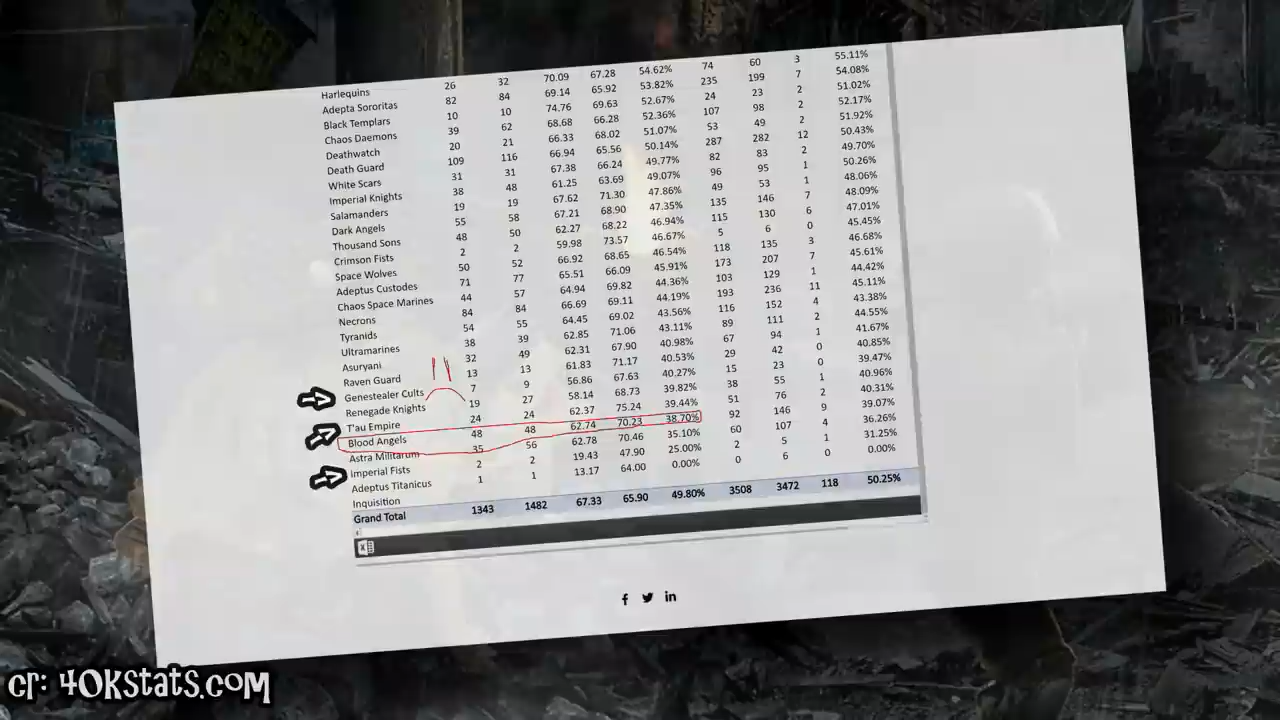 Harlequins 26 32 70.09 67.28 54.62% 74 60 3 55.11%
Adepta Sororitas 82 84 69.14 65.92 53.82% 235 199 7 54.08%
Black Templars 10 10 74.76 69.63 52.67% 24 23 2 51.02%
Chaos Daemons 39 62 68.68 66.28 52.36% 107 98 2 52.17%
Deathwatch 20 21 66.33 68.02 51.07% 53 49 2 51.92%
Death Guard 109 116 66.94 65.56 50.14% 287 282 12 50.43%
White Scars 31 31 67.38 66.24 49.77% 82 83 2 49.70%
Imperial Knights 38 48 61.25 63.69 49.07% 96 95 1 50.26%
Salamanders 19 19 67.62 71.30 47.86% 49 53 1 48.06%
Dark Angels 55 58 67.21 68.90 47.35% 135 146 7 48.09%
Thousand Sons 48 50 62.27 68.22 46.94% 115 130 6 47.01%
Crimson Fists 2 2 59.98 73.57 46.67% 5 6 0 45.45%
Space Wolves 50 52 66.92 68.65 46.54% 118 135 3 46.68%
Adeptus Custodes 71 77 65.51 66.09 45.91% 173 207 7 45.61%
Chaos Space Marines 44 57 64.94 69.82 44.36% 103 129 1 44.42%
Necrons 84 84 66.69 69.11 44.19% 193 236 11 45.11%
Tyranids 54 55 64.45 69.02 43.56% 116 152 4 43.38%
Ultramarines 38 39 62.85 71.06 43.11% 89 111 2 44.55%
Asuryani 32 49 62.31 67.90 40.98% 67 94 1 41.67%
Raven Guard 13 13 61.83 71.17 40.53% 29 42 0 40.85%
Genestealer Cults 7 9 56.86 67.63 40.27% 15 23 0 39.47%
Renegade Knights 19 27 58.14 68.73 39.82% 38 55 1 40.96%
T'au Empire 24 24 62.37 75.24 39.44% 51 76 2 40.31%
Blood Angels 48 48 62.74 70.23 38.70% 92 146 9 39.07%
Astra Militarum 35 56 62.78 70.46 35.10% 60 107 4 36.26%
Imperial Fists 2 2 19.43 47.90 25.00% 2 5 1 31.25%
Adeptus Titanicus 1 1 13.17 64.00 0.00% 0 6 0 0.00%
Inquisition
Grand Total 1343 1482 67.33 65.90 49.80% 3508 3472 118 50.25%
f in
cr: 40kstats.com